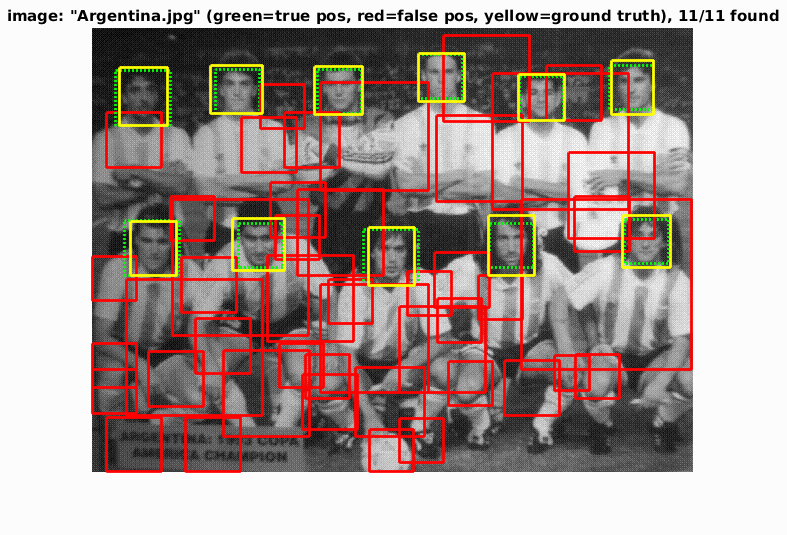 image: "Argentina.jpg" (green=true pos, red=false pos, yellow=ground truth), 11/11 found
ARGENTINA: 1993 COPA
AMERICA CHAMPION